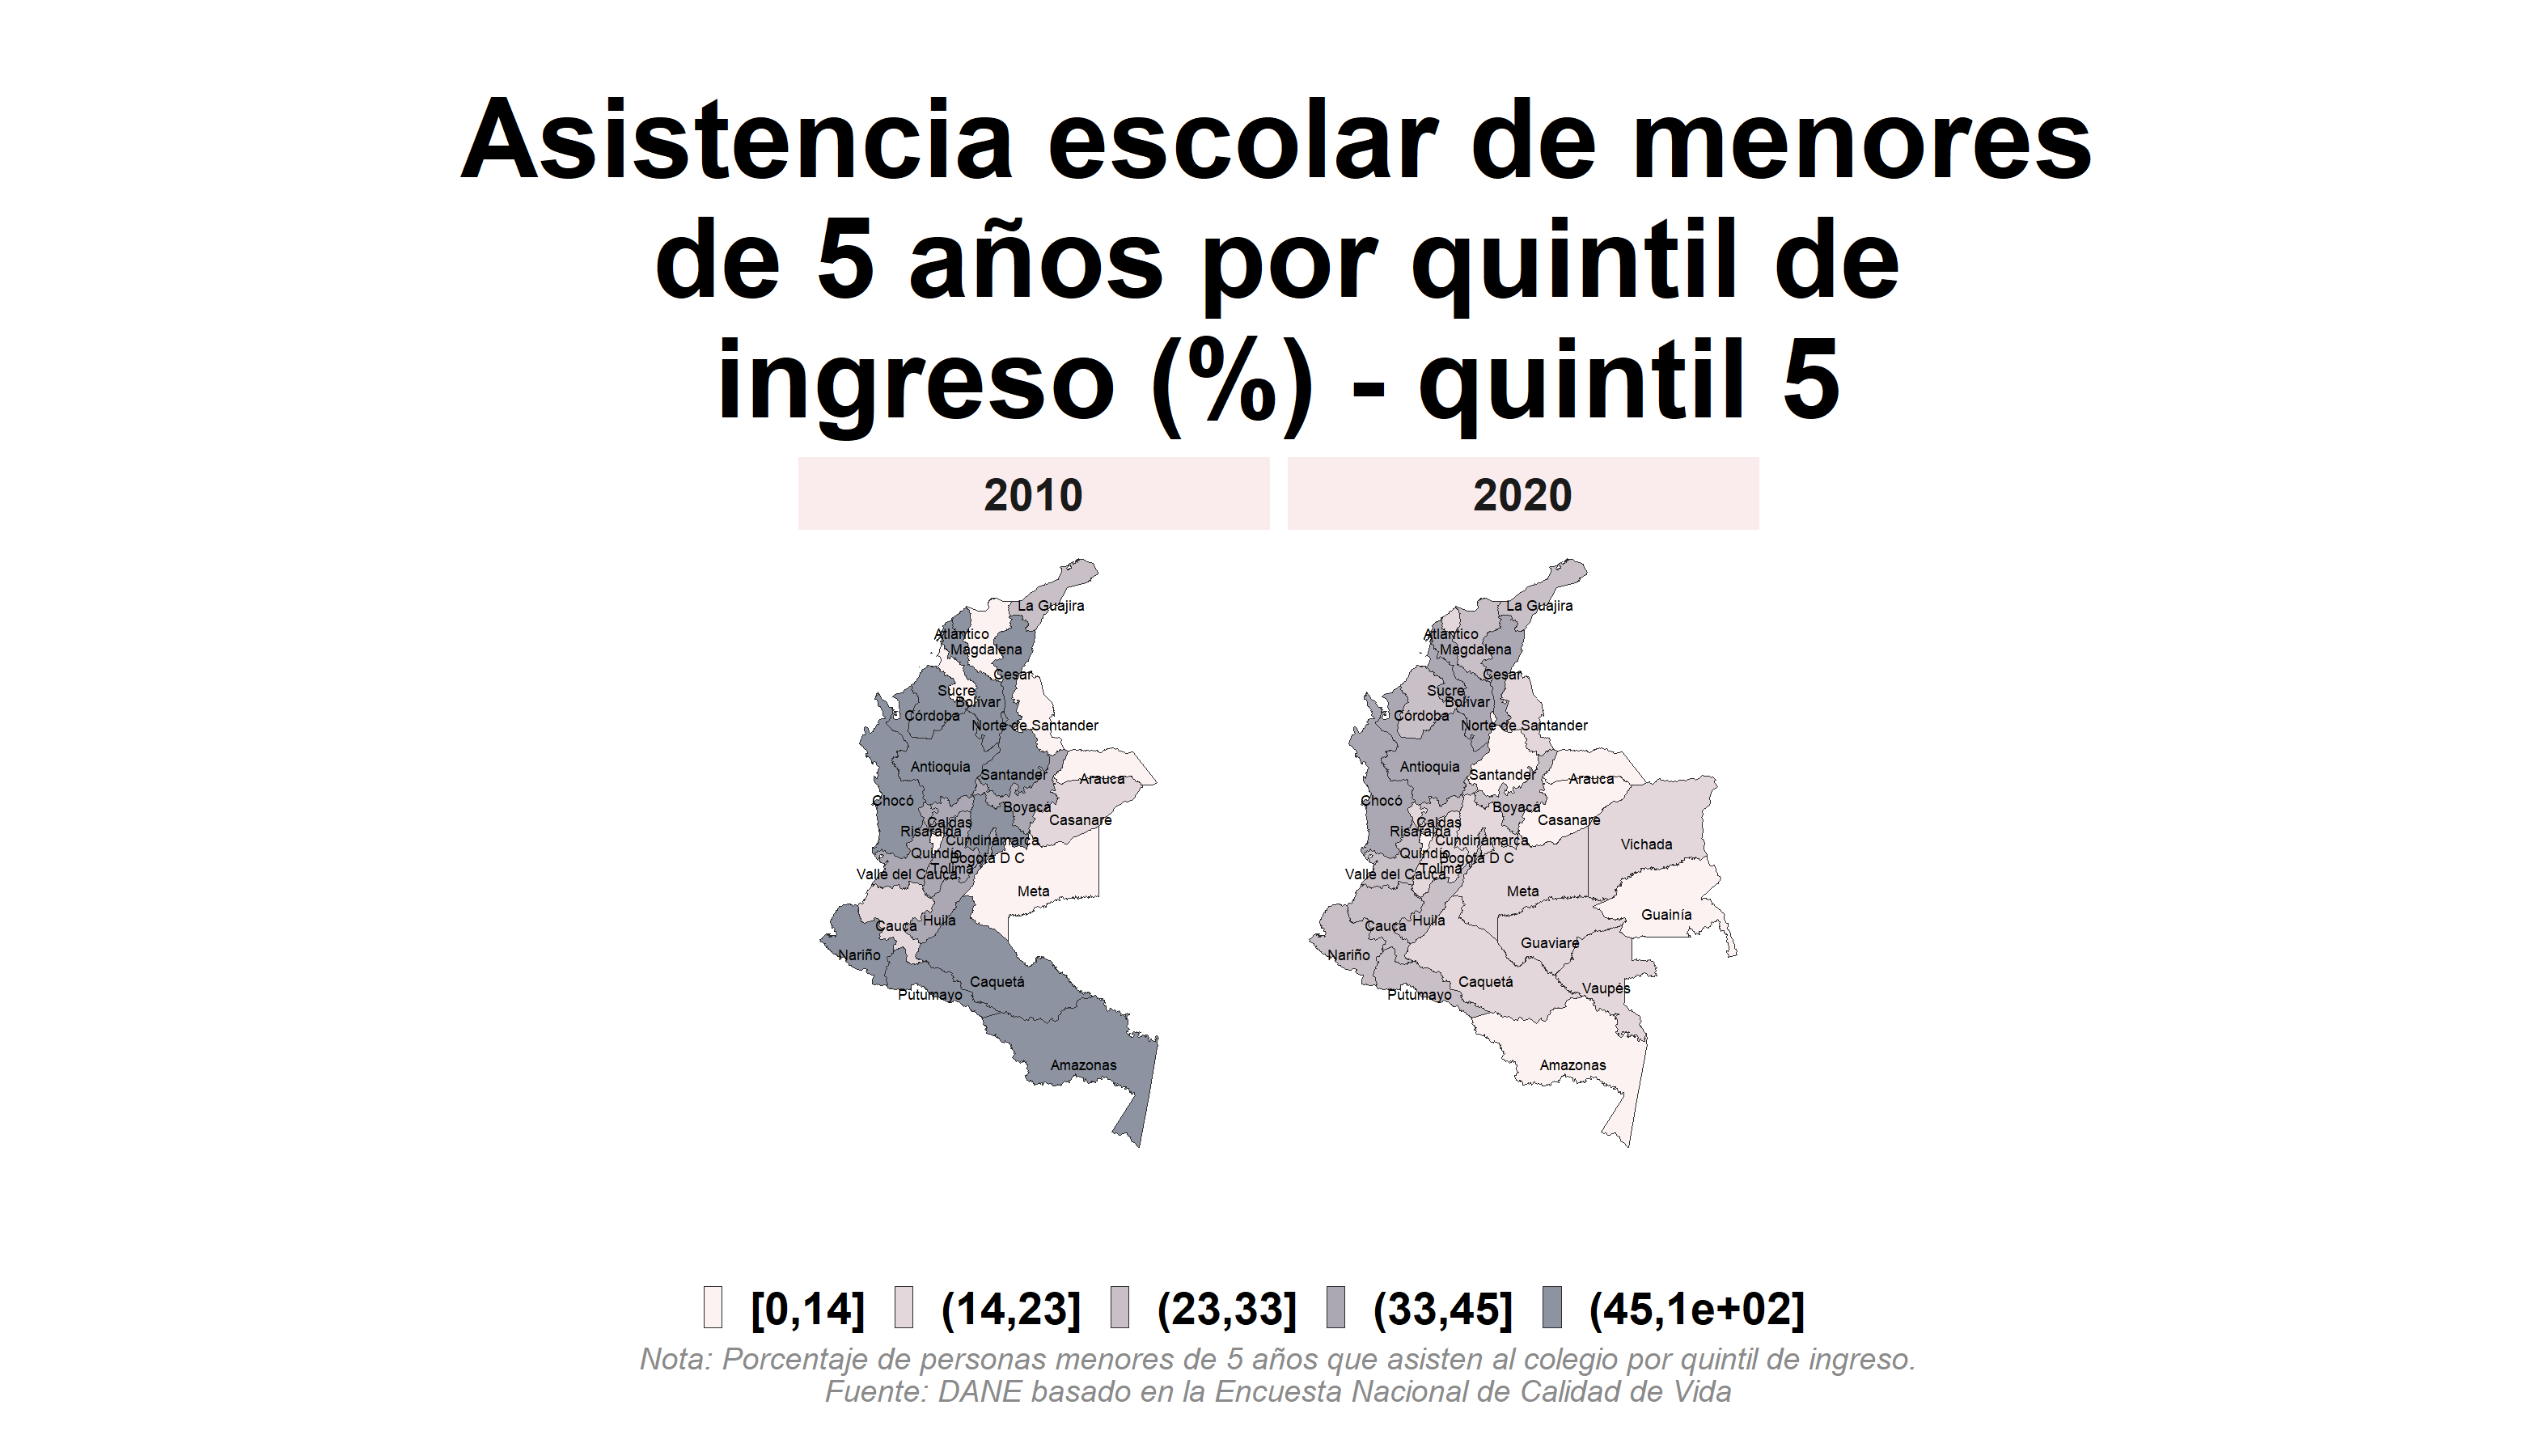 Asistencia escolar de menores
de 5 años por quintil de
ingreso (%) - quintil 5
2010
2020
La Guajira
Atlántico
Magdalena
Cesar
Sucre
Bolívar
Córdoba
Norte de Santander
Antioquia
Santander
Arauca
Chocó
Boyacá
Casanare
Caldas
Risaralda
Cundinamarca
Quindío
Bogotá D C
Tolima
Valle del Cauca
Meta
Huila
Cauca
Nariño
Caquetá
Putumayo
Amazonas
La Guajira
Atlántico
Magdalena
Cesar
Sucre
Bolívar
Córdoba
Norte de Santander
Antioquia
Santander
Arauca
Chocó
Boyacá
Casanare
Caldas
Risaralda
Cundinamarca
Vichada
Quindío
Bogotá D C
Tolima
Valle del Cauca
Meta
Guainía
Huila
Cauca
Guaviare
Nariño
Caquetá
Vaupés
Putumayo
Amazonas
[0,14] (14,23] (23,33] (33,45] (45,1e+02]
Nota: Porcentaje de personas menores de 5 años que asisten al colegio por quintil de ingreso.
Fuente: DANE basado en la Encuesta Nacional de Calidad de Vida